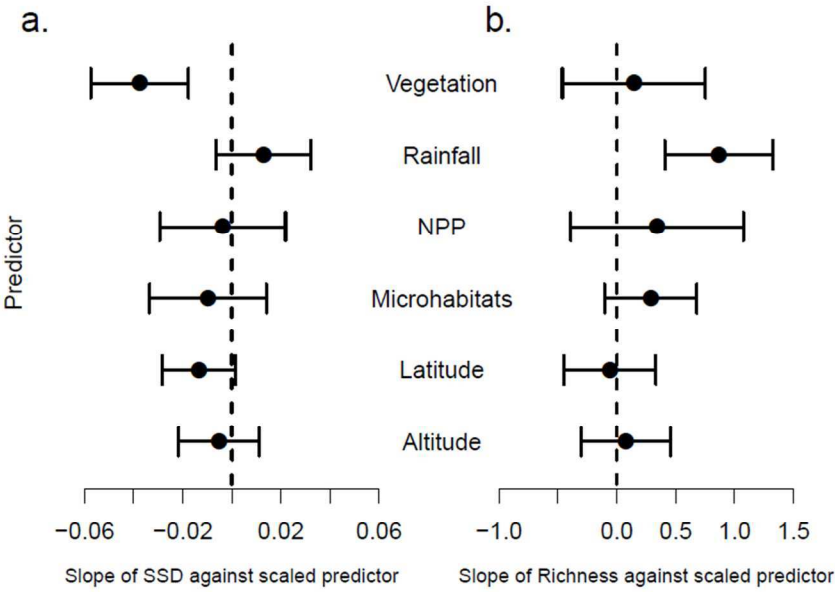 a.
b.
Vegetation
Rainfall
NPP
Microhabitats
Latitude
Altitude
Predictor
−0.06 −0.02 0.02 0.06
−1.0 0.0 0.5 1.0 1.5
Slope of SSD against scaled predictor
Slope of Richness against scaled predictor